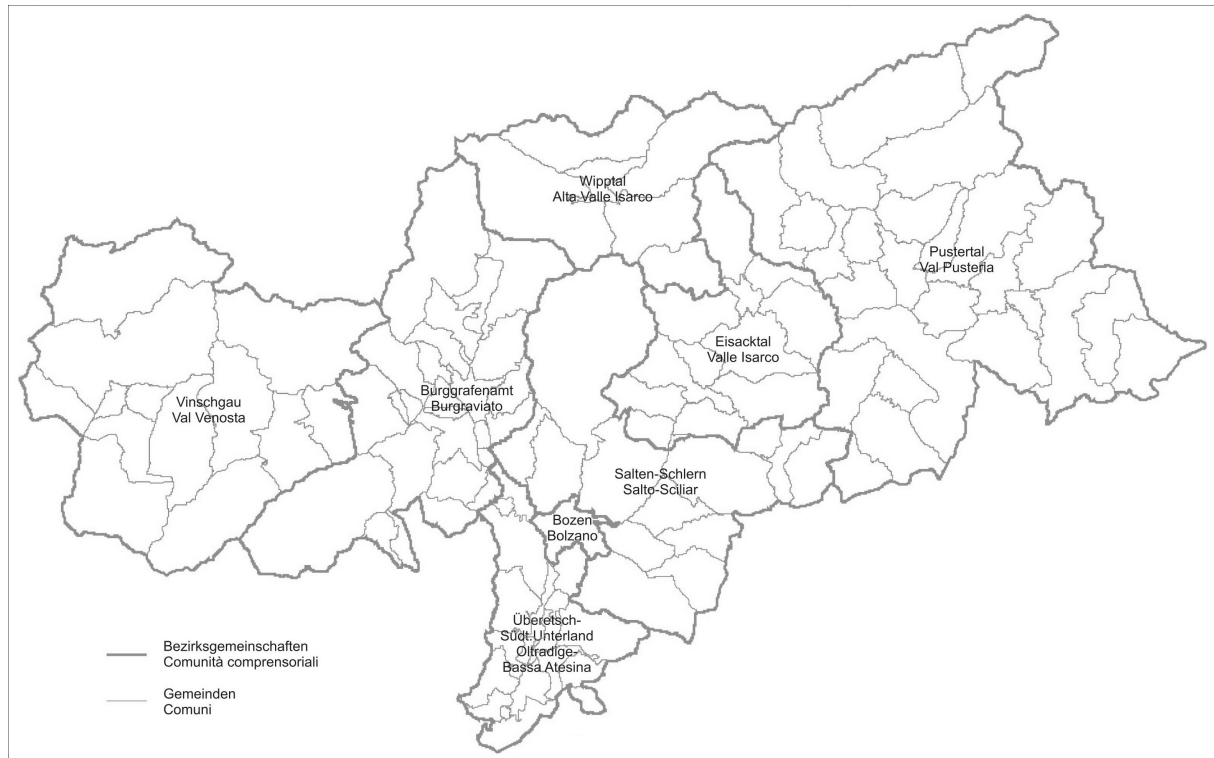 Wipptal
Alta Valle Isarco
Pustertal
Val Pusteria
Eisacktal
Valle Isarco
Vinschgau
Val Venosta
Burggrafenamt
Burgraviato
Salten-Schlern
Salto-Sciliar
Bozen
Bolzano
Überetsch-
Südt.Unterland
Oltradige-
Bassa Atesina
Bezirksgemeinschaften
Comunità comprensoriali
Gemeinden
Comuni